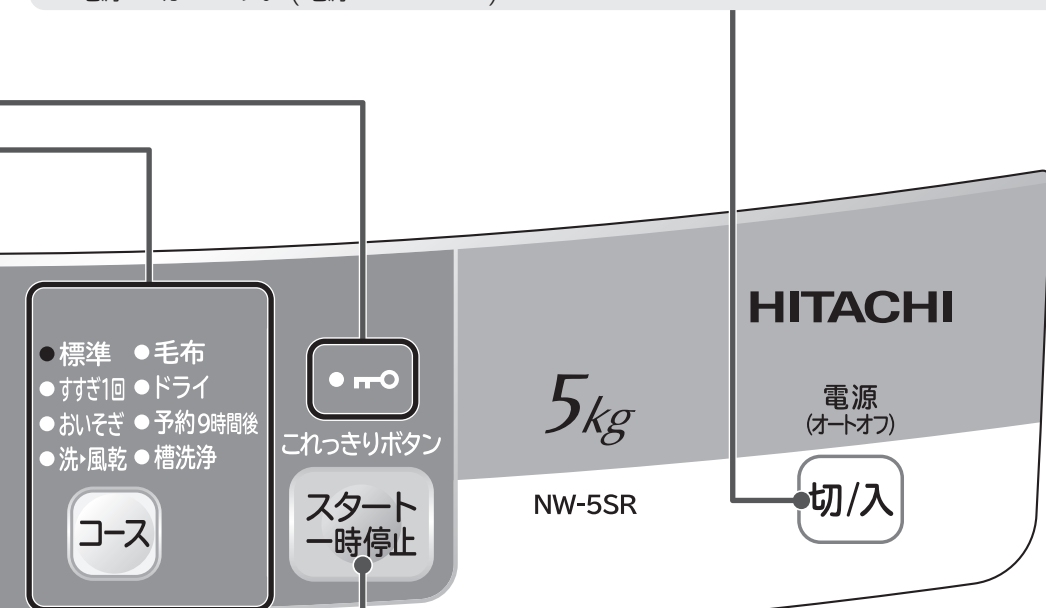 ●標準 ●毛布
●すすぎ1回 ●ドライ
●おいそぎ ●予約9時間後
●洗▸風乾 ●槽洗浄
コース
これっきりボタン
スタート
一時停止
5kg
NW-5SR
HITACHI
電源
(オートオフ)
切/入